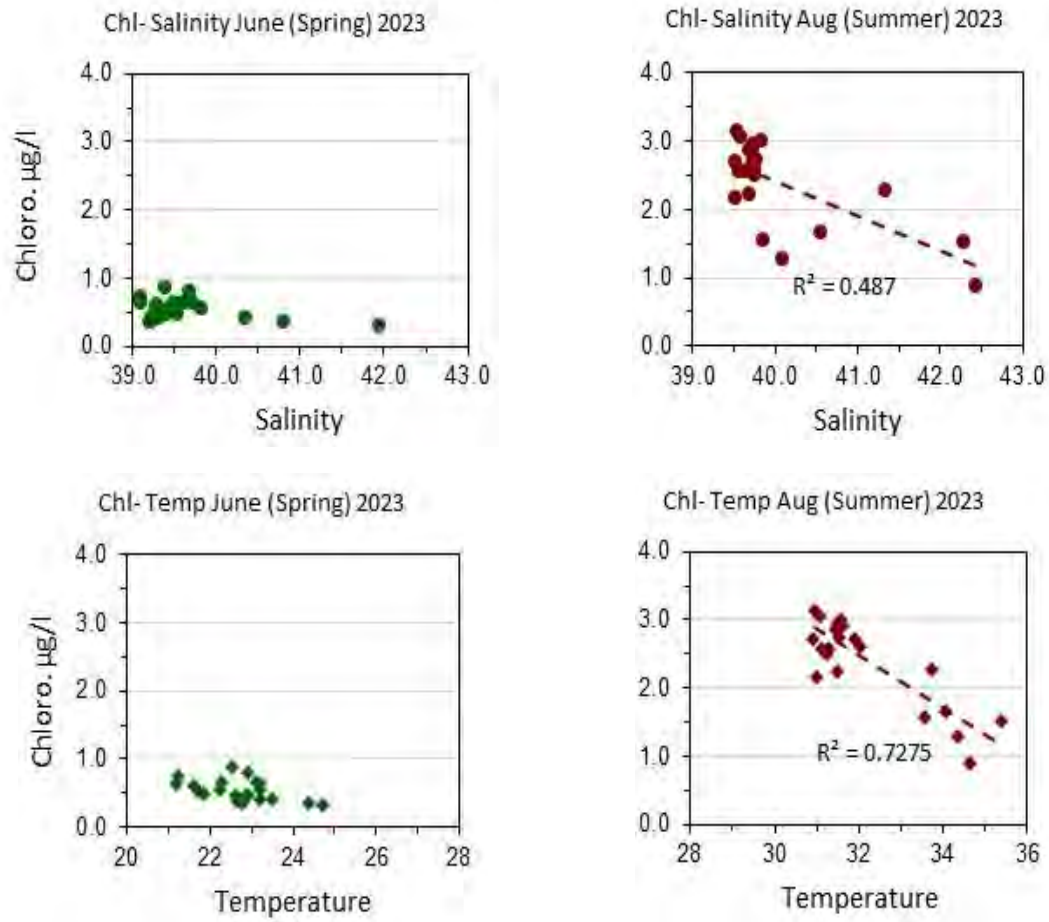 Chl- Salinity June (Spring) 2023
4.0
3.0
2.0
1.0
0.0
39.0 40.0 41.0 42.0 43.0
Chloro. µg/l
Salinity
Chl- Salinity Aug (Summer) 2023
4.0
3.0
2.0
1.0
0.0
R² = 0.487
39.0 40.0 41.0 42.0 43.0
Salinity
Chl- Temp June (Spring) 2023
4.0
3.0
2.0
1.0
0.0
20 22 24 26 28
Chloro. µg/l
Temperature
Chl- Temp Aug (Summer) 2023
4.0
3.0
2.0
1.0
0.0
R² = 0.7275
28 30 32 34 36
Temperature